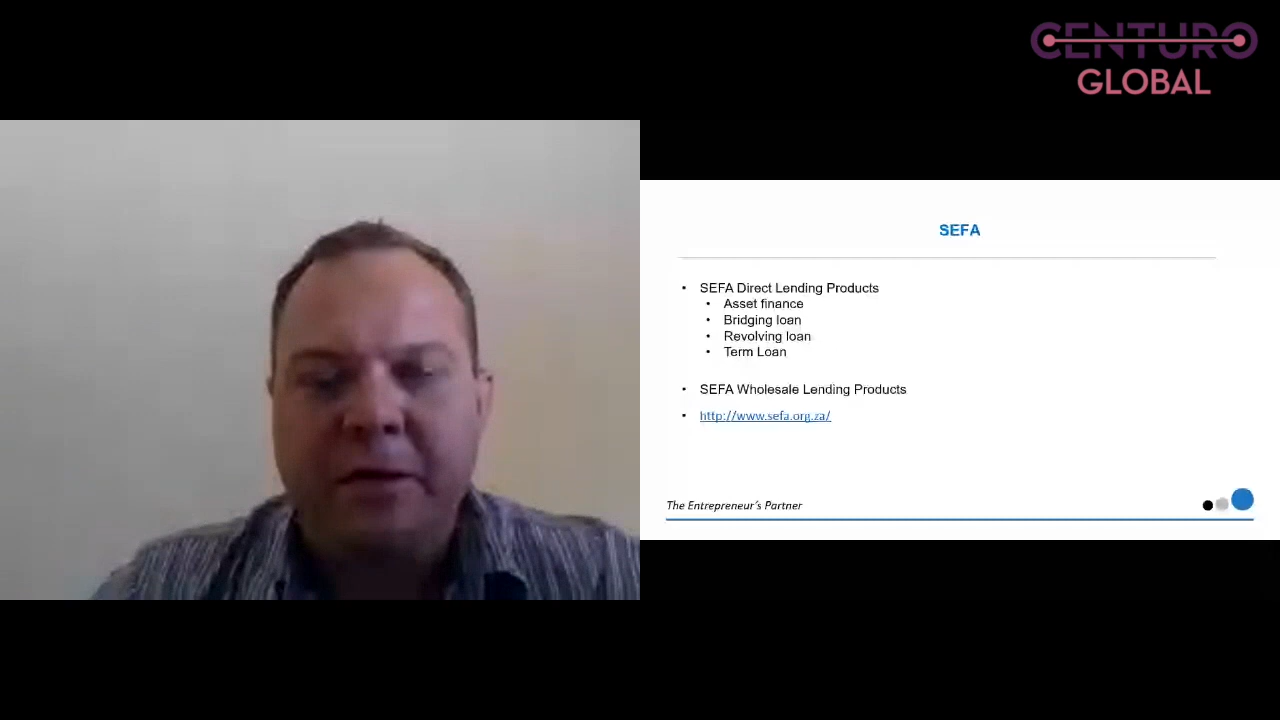 CENTURO
GLOBAL
SEFA
• SEFA Direct Lending Products
• Asset finance
• Bridging loan
• Revolving loan
• Term Loan
• SEFA Wholesale Lending Products
• http://www.sefa.org.za/
The Entrepreneur's Partner